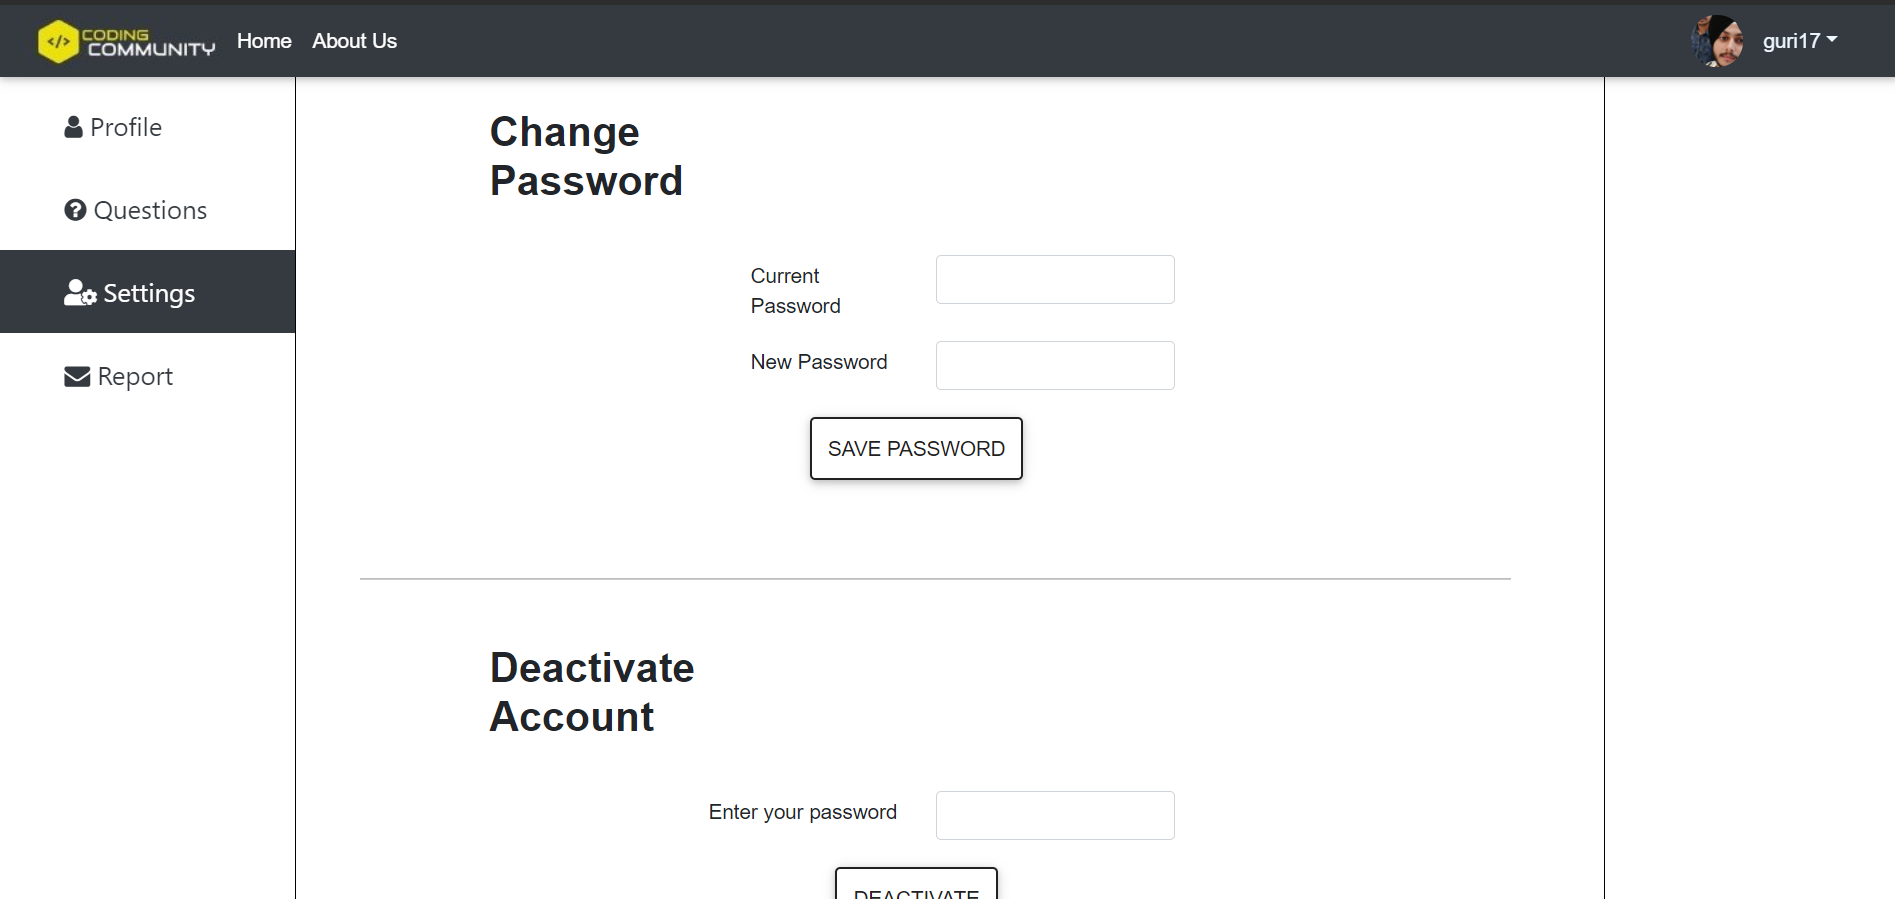 </> CODING
COMMUNITY
Home
About Us
guri17
Profile
Questions
Settings
Report
Change
Password
Current
Password
New Password
SAVE PASSWORD
Deactivate
Account
Enter your password
DEACTIVATE